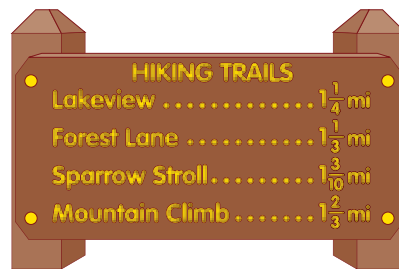 HIKING TRAILS
Lakeview ............. 1 1/4 mi
Forest Lane ........... 1 1/3 mi
Sparrow Stroll......... 1 3/10 mi
Mountain Climb ....... 1 2/3 mi